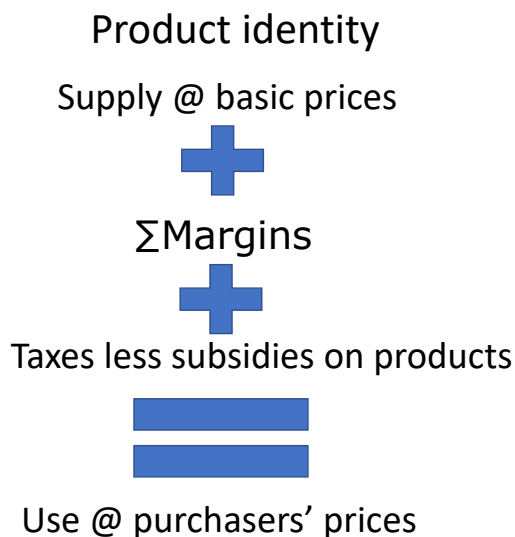 Product identity
Supply @ basic prices
∑Margins
Taxes less subsidies on products
Use @ purchasers’ prices